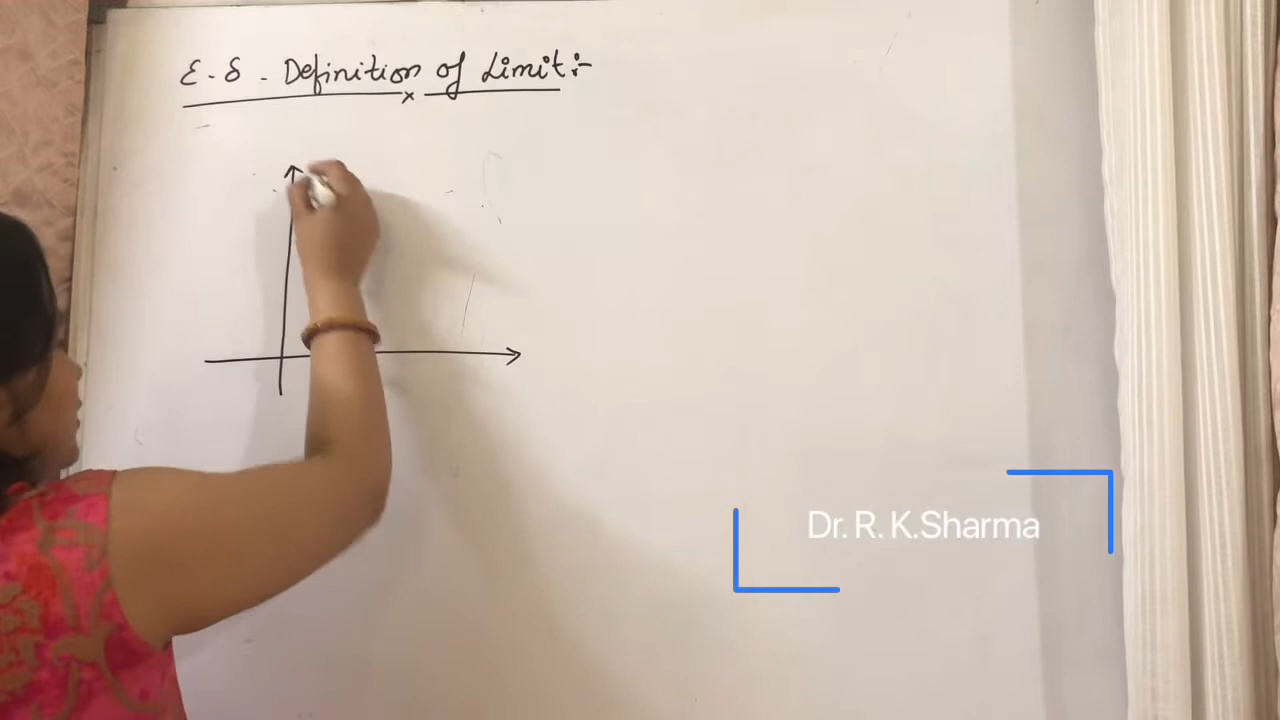 ε-δ - Definition of Limit:-
Dr. R. K.Sharma